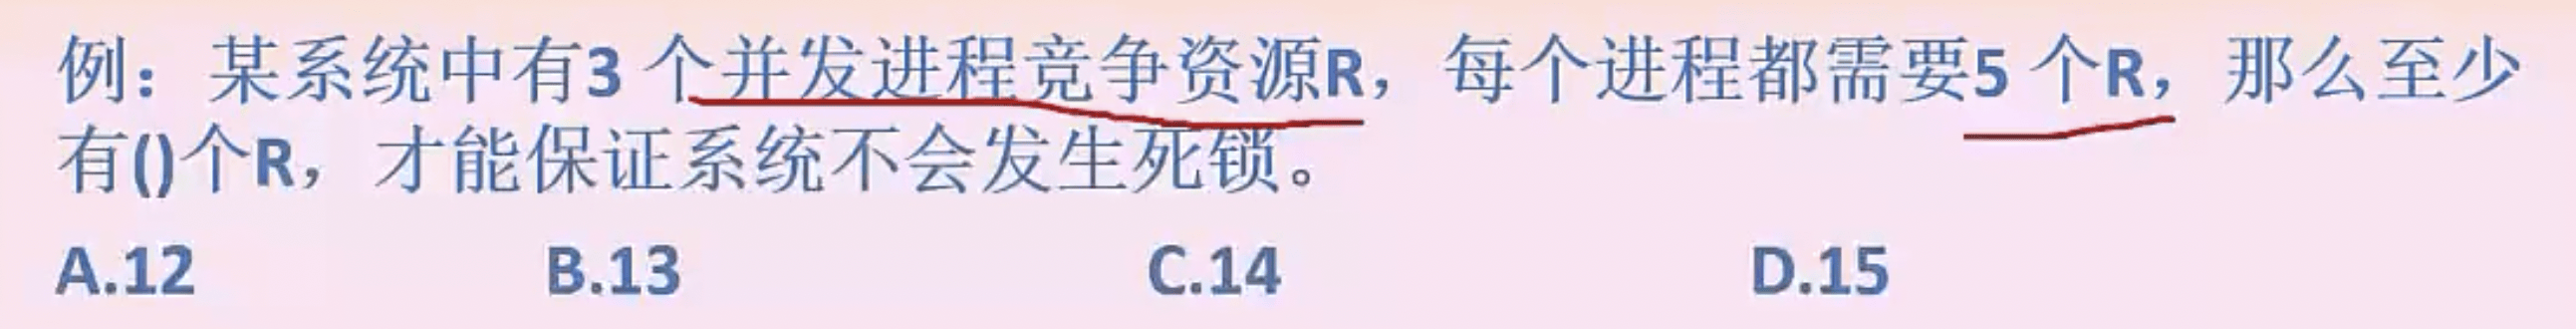 例：某系统中有3 个并发进程竞争资源R，每个进程都需要5 个R，那么至少
有()个R，才能保证系统不会发生死锁。
A.12 B.13 C.14 D.15